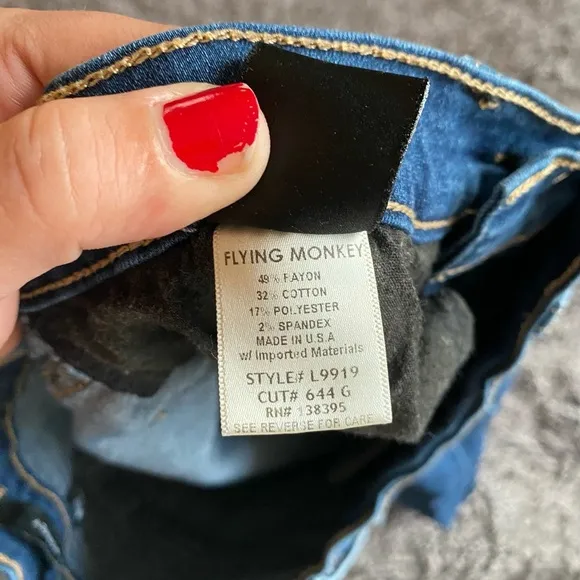 FLYING MONKEY
49% RAYON
32% COTTON
17% POLYESTER
2% SPANDEX
MADE IN U.S.A
w/ Imported Materials
STYLE# L9919
CUT# 644 G
RN# 138395
SEE REVERSE FOR CARE